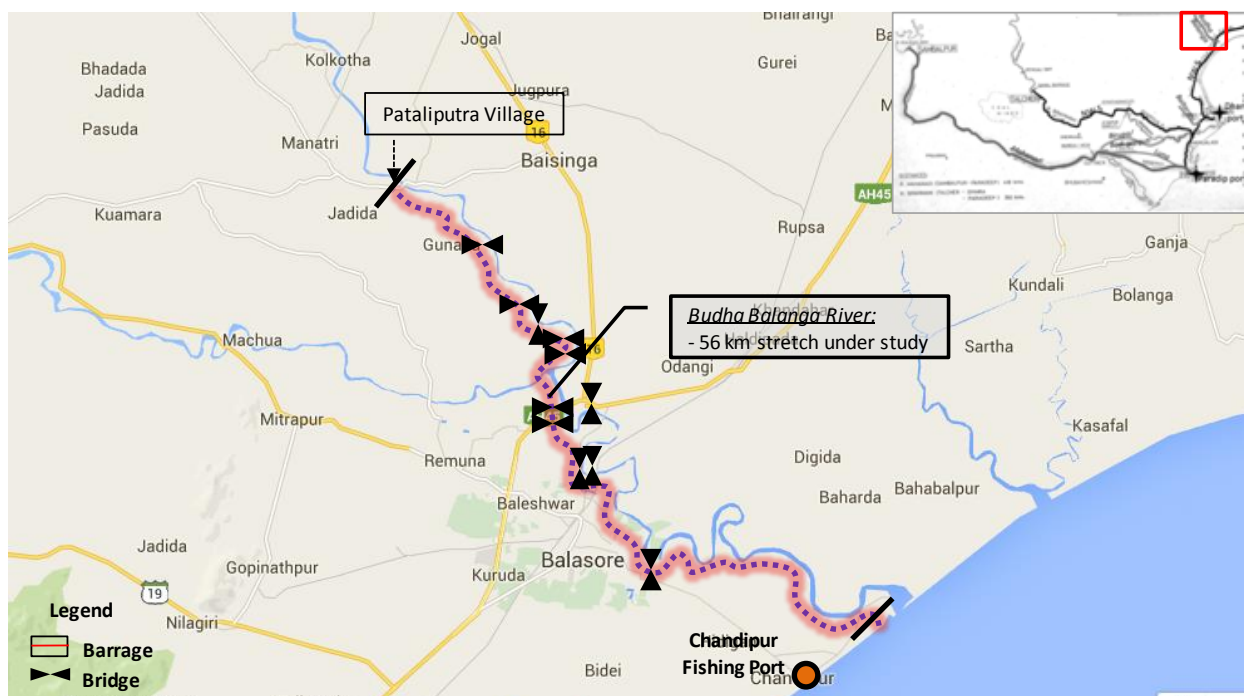 Bhairangi
Jogal
Kolkotha
Gurei
Bhadada
Jadida
Jugpura
Pasuda
Pataliputra Village
16
Manatri
Baisinga
AH45
Kuamara
Jadida
Rupsa
Ganja
Kundali
Bolanga
Budha Balanga River:
- 56 km stretch under study
Machua
Sartha
Odangi
Mitrapur
Kasafal
Remuna
Digida
Baharda
Bahabalpur
Baleshwar
Jadida
Gopinathpur
Balasore
Kuruda
19
Nilagiri
Legend
Barrage
Bridge
Bidei
Chandipur
Fishing Port